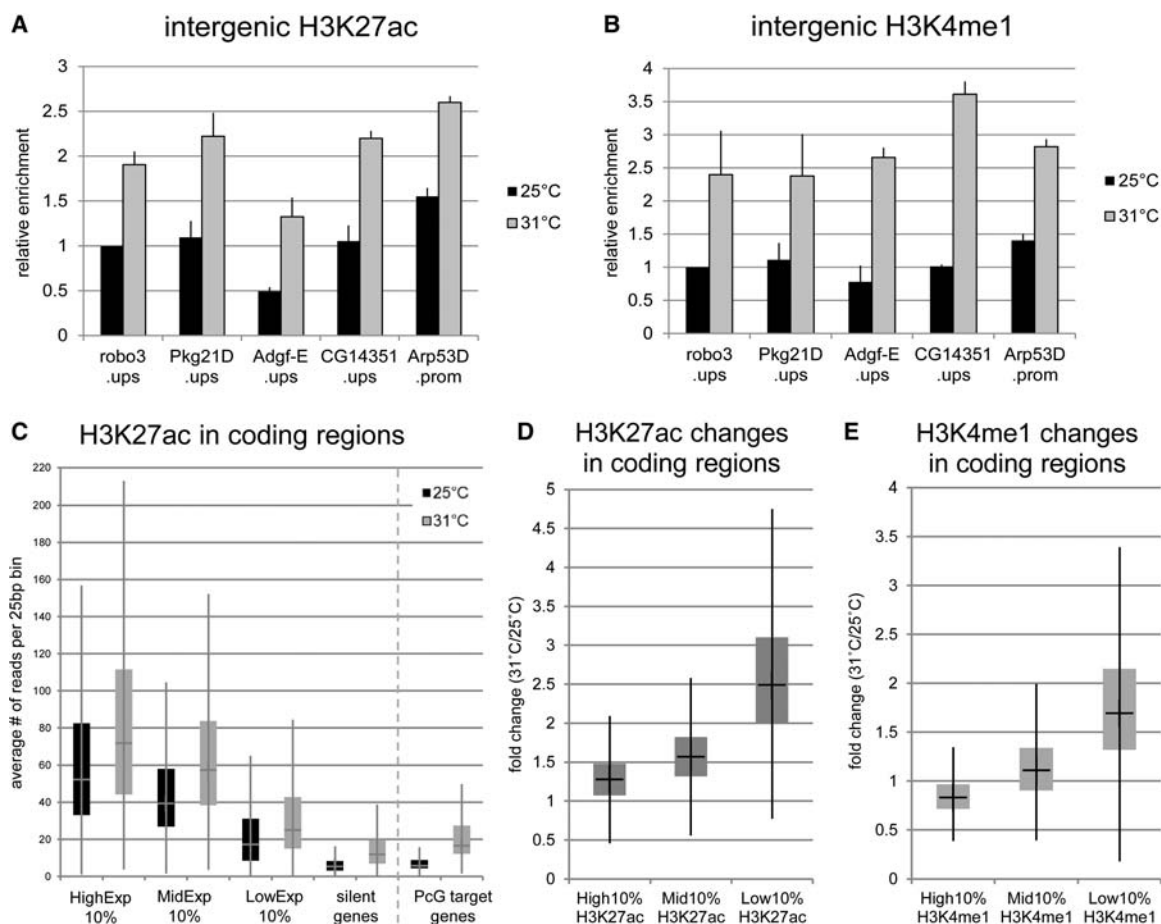 A
intergenic H3K27ac
relative enrichment
3
2.5
2
1.5
1
0.5
0
robo3 .ups
Pkg21D .ups
Adgf-E .ups
CG14351 .ups
Arp53D .prom
25°C
31°C
B
intergenic H3K4me1
relative enrichment
4
3.5
3
2.5
2
1.5
1
0.5
0
robo3 .ups
Pkg21D .ups
Adgf-E .ups
CG14351 .ups
Arp53D .prom
25°C
31°C
C
H3K27ac in coding regions
average # of reads per 25bp bin
220
200
180
160
140
120
100
80
60
40
20
0
25°C
31°C
HighExp 10%
MidExp 10%
LowExp 10%
silent genes
PcG target genes
D
H3K27ac changes
in coding regions
fold change (31˚C/25˚C)
5
4.5
4
3.5
3
2.5
2
1.5
1
0.5
0
High10% H3K27ac
Mid10% H3K27ac
Low10% H3K27ac
E
H3K4me1 changes
in coding regions
fold change (31˚C/25˚C)
4
3.5
3
2.5
2
1.5
1
0.5
0
High10% H3K4me1
Mid10% H3K4me1
Low10% H3K4me1